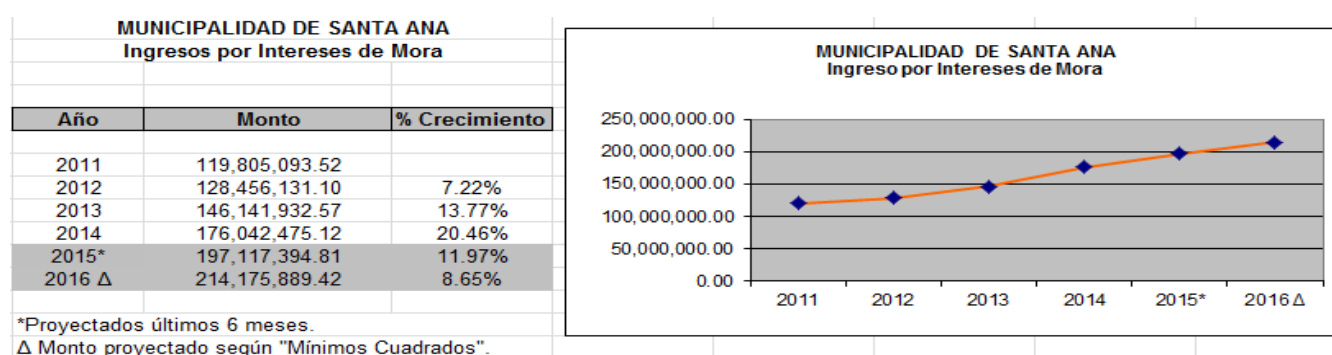 MUNICIPALIDAD DE SANTA ANA
Ingresos por Intereses de Mora
Año Monto % Crecimiento
2011 119,805,093.52
2012 128,456,131.10 7.22%
2013 146,141,932.57 13.77%
2014 176,042,475.12 20.46%
2015* 197,117,394.81 11.97%
2016 Δ 214,175,889.42 8.65%
*Proyectados últimos 6 meses.
Δ Monto proyectado según "Mínimos Cuadrados".
MUNICIPALIDAD DE SANTA ANA
Ingreso por Intereses de Mora
250,000,000.00
200,000,000.00
150,000,000.00
100,000,000.00
50,000,000.00
0.00
2011 2012 2013 2014 2015* 2016 Δ